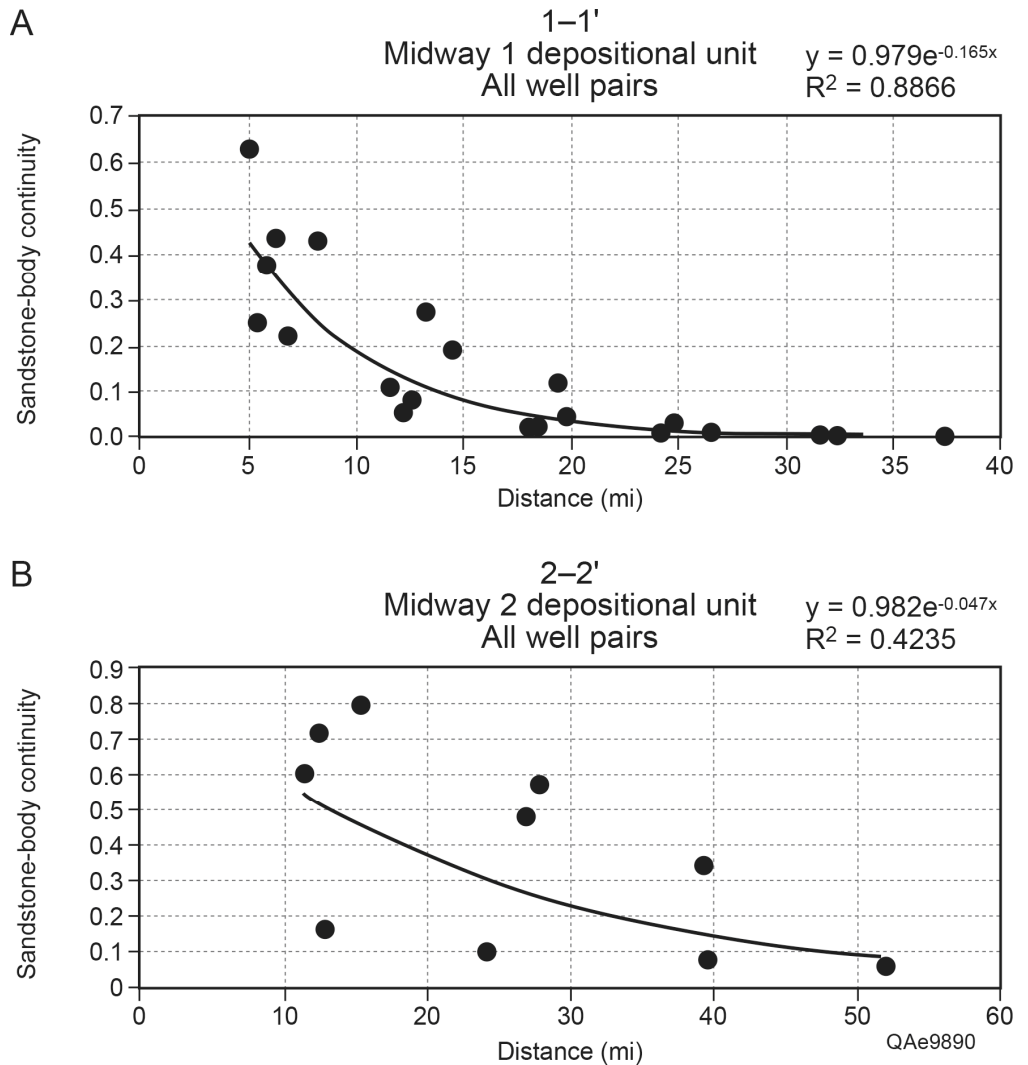 A
1–1'
Midway 1 depositional unit
All well pairs
y = 0.979e^-0.165x
R² = 0.8866
Sandstone-body continuity
0.7
0.6
0.5
0.4
0.3
0.2
0.1
0.0
0 5 10 15 20 25 30 35 40
Distance (mi)
B
2–2'
Midway 2 depositional unit
All well pairs
y = 0.982e^-0.047x
R² = 0.4235
Sandstone-body continuity
0.9
0.8
0.7
0.6
0.5
0.4
0.3
0.2
0.1
0
0 10 20 30 40 50 60
Distance (mi)
QAe9890